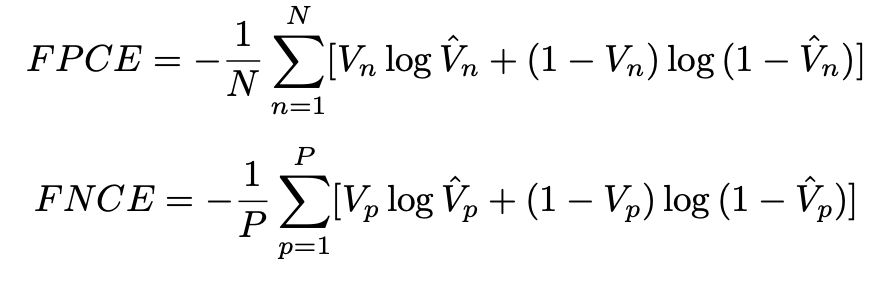 $FPCE = -\frac{1}{N}\sum_{n=1}^{N}[V_n \log \hat{V}_n + (1 - V_n)\log(1 - \hat{V}_n)]$
$FNCE = -\frac{1}{P}\sum_{p=1}^{P}[V_p \log \hat{V}_p + (1 - V_p)\log(1 - \hat{V}_p)]$